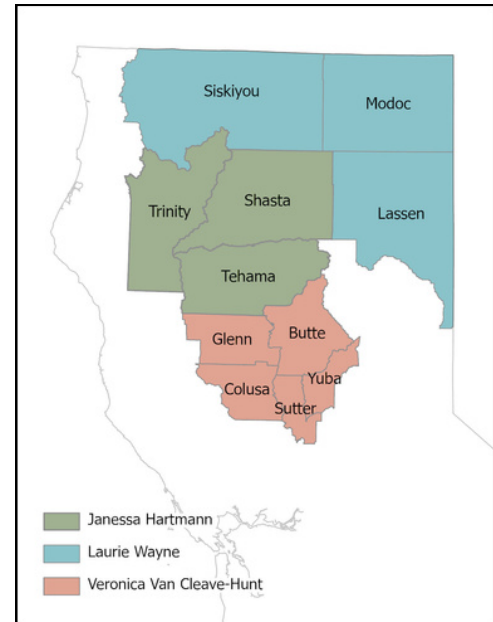 Siskiyou
Modoc
Trinity
Shasta
Lassen
Tehama
Glenn
Butte
Colusa
Yuba
Sutter
Janessa Hartmann
Laurie Wayne
Veronica Van Cleave-Hunt